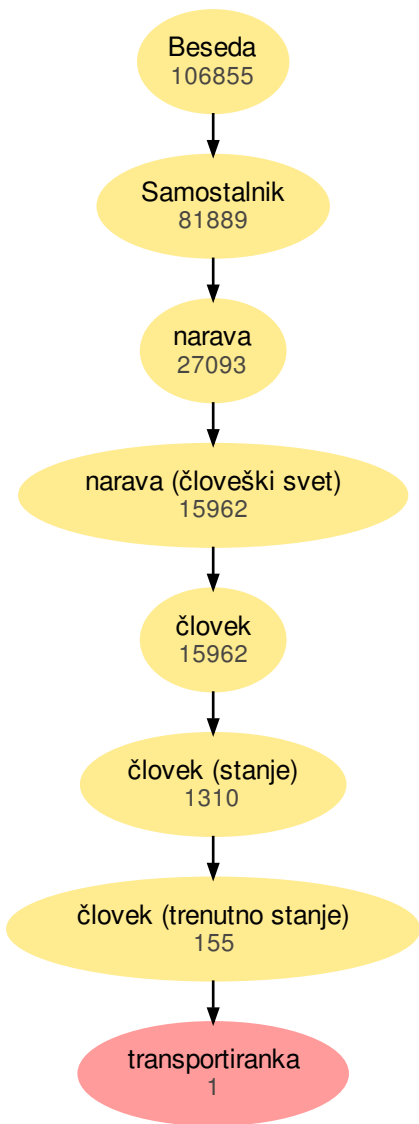 Beseda
106855
Samostalnik
81889
narava
27093
narava (človeški svet)
15962
človek
15962
človek (stanje)
1310
človek (trenutno stanje)
155
transportiranka
1